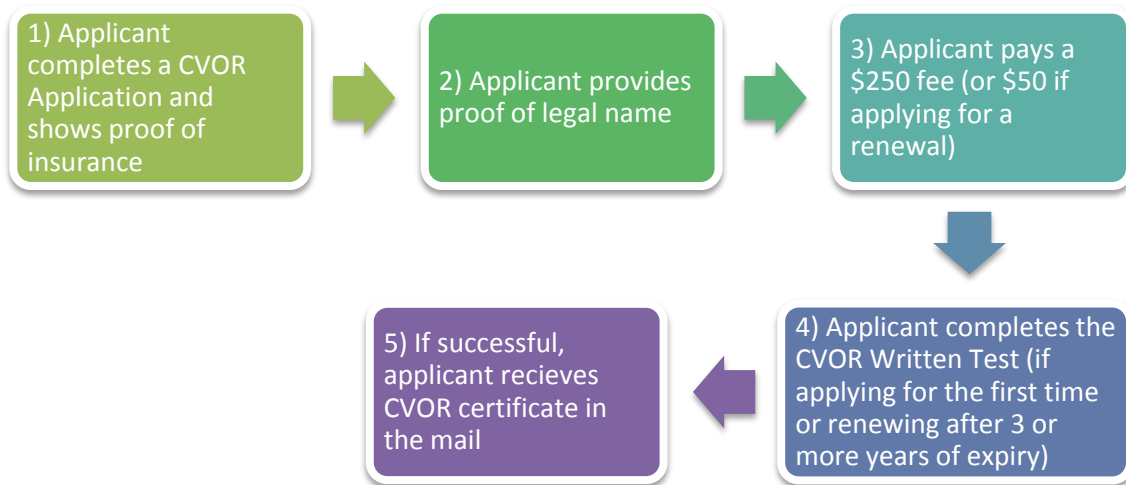 1) Applicant
completes a CVOR
Application and
shows proof of
insurance
2) Applicant provides
proof of legal name
3) Applicant pays a
$250 fee (or $50 if
applying for a
renewal)
4) Applicant completes the
CVOR Written Test (if
applying for the first time
or renewing after 3 or
more years of expiry)
5) If successful,
applicant recieves
CVOR certificate in
the mail